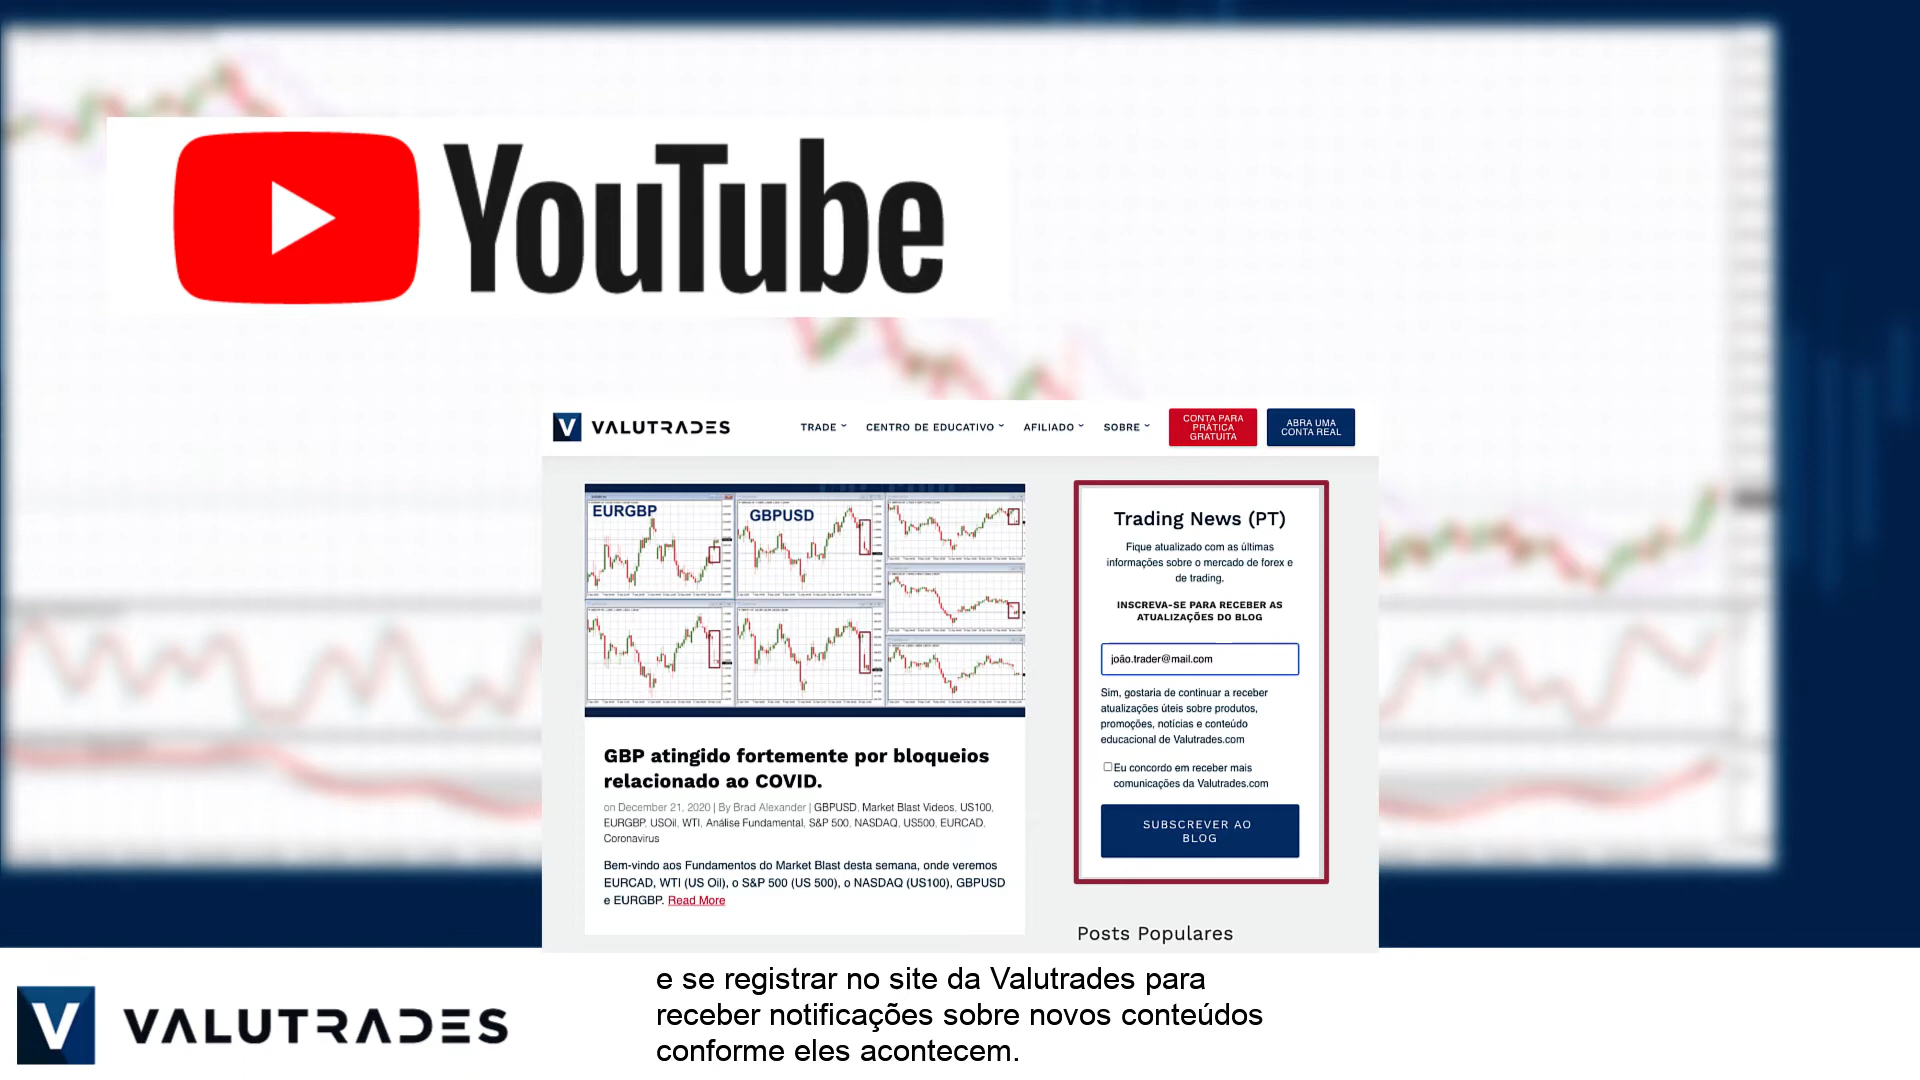 YouTube
VALUTRADES
TRADE
CENTRO DE EDUCATIVO
AFILIADO
SOBRE
CONTA PARA
PRÁTICA
GRATUITA
ABRA UMA
CONTA REAL
EURGBP
GBPUSD
GBP atingido fortemente por bloqueios
relacionado ao COVID.
on December 21, 2020 | By Brad Alexander | GBPUSD, Market Blast Videos, US100,
EURGBP, USOil, WTI, Análise Fundamental, S&P 500, NASDAQ, US500, EURCAD,
Coronavirus
Bem-vindo aos Fundamentos do Market Blast desta semana, onde veremos
EURCAD, WTI (US Oil), o S&P 500 (US 500), o NASDAQ (US100), GBPUSD
e EURGBP. Read More
Trading News (PT)
Fique atualizado com as últimas
informações sobre o mercado de forex e
de trading.
INSCREVA-SE PARA RECEBER AS
ATUALIZAÇÕES DO BLOG
joão.trader@mail.com
Sim, gostaria de continuar a receber
atualizações úteis sobre produtos,
promoções, notícias e conteúdo
educacional de Valutrades.com
Eu concordo em receber mais
comunicações da Valutrades.com
SUBSCREVER AO
BLOG
Posts Populares
e se registrar no site da Valutrades para
receber notificações sobre novos conteúdos
conforme eles acontecem.
VALUTRADES